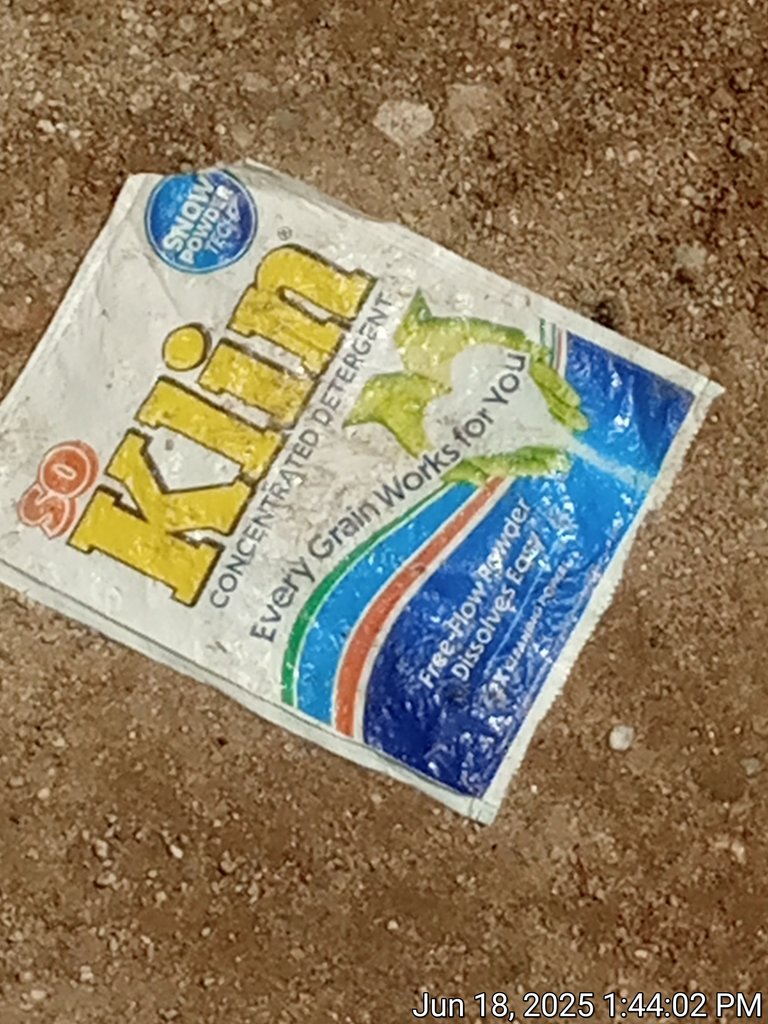 SNOW
POWDER
TECH
SO
Klin®
CONCENTRATED DETERGENT
Every Grain Works for You
Free-Flow Powder
Dissolves Easy
Jun 18, 2025 1:44:02 PM